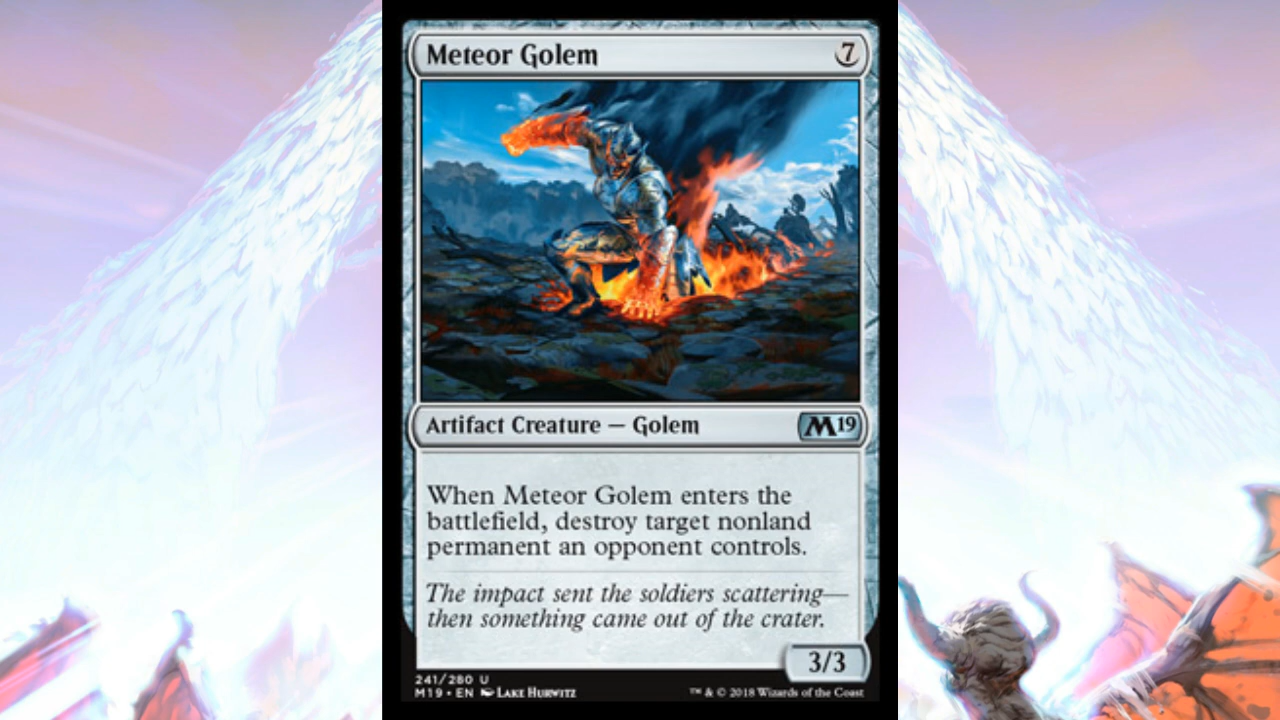 Meteor Golem 7
Artifact Creature — Golem M19
When Meteor Golem enters the
battlefield, destroy target nonland
permanent an opponent controls.
The impact sent the soldiers scattering—
then something came out of the crater.
3/3
241/280 U
M19 • EN Lake Hurwitz ™ & © 2018 Wizards of the Coast